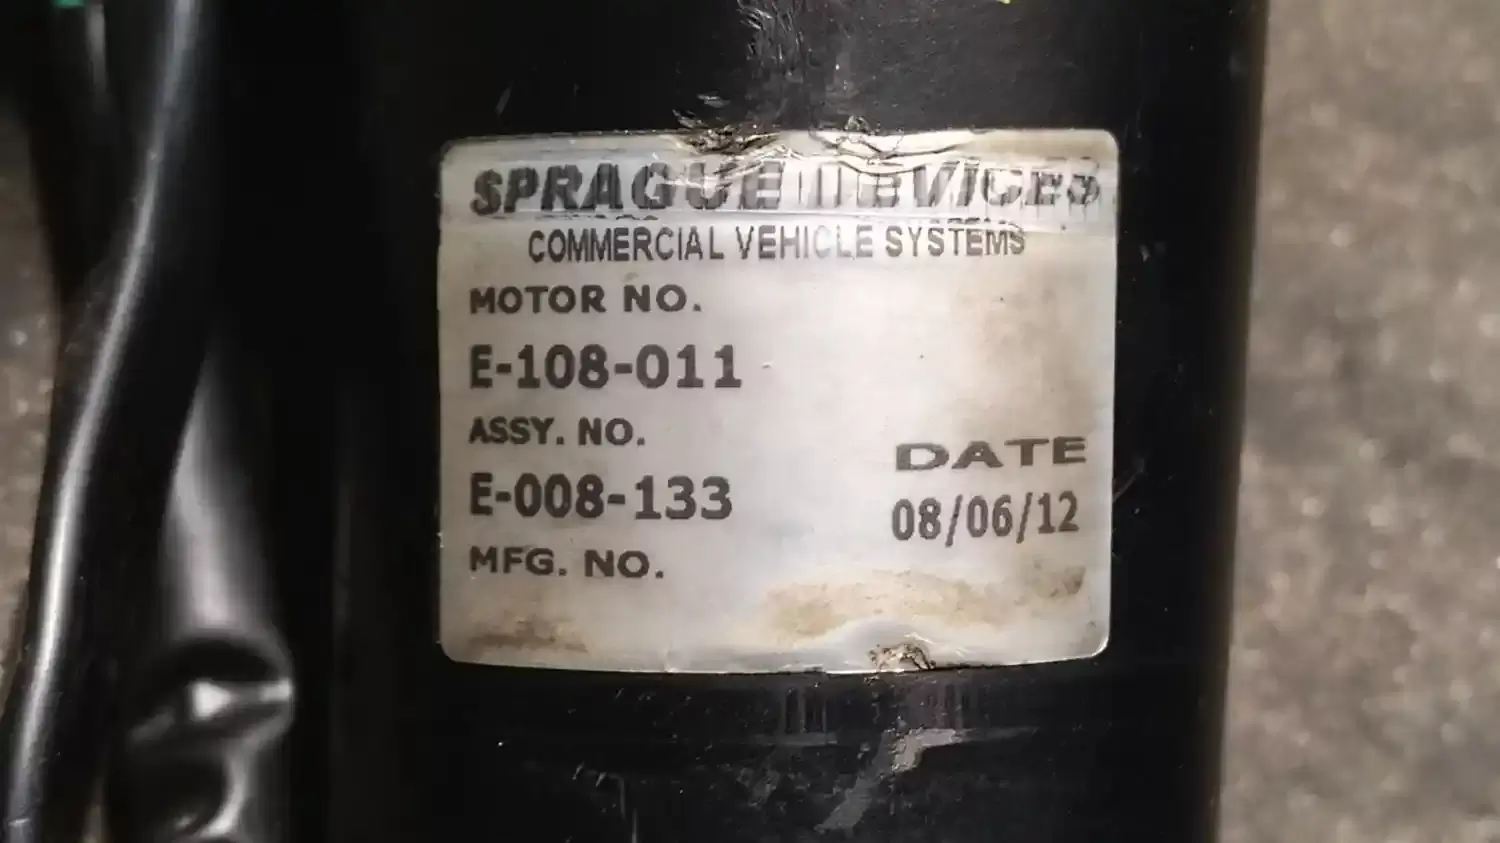 SPRAGUE DEVICES
COMMERCIAL VEHICLE SYSTEMS
MOTOR NO.
E-108-011
ASSY. NO.
E-008-133
DATE
08/06/12
MFG. NO.